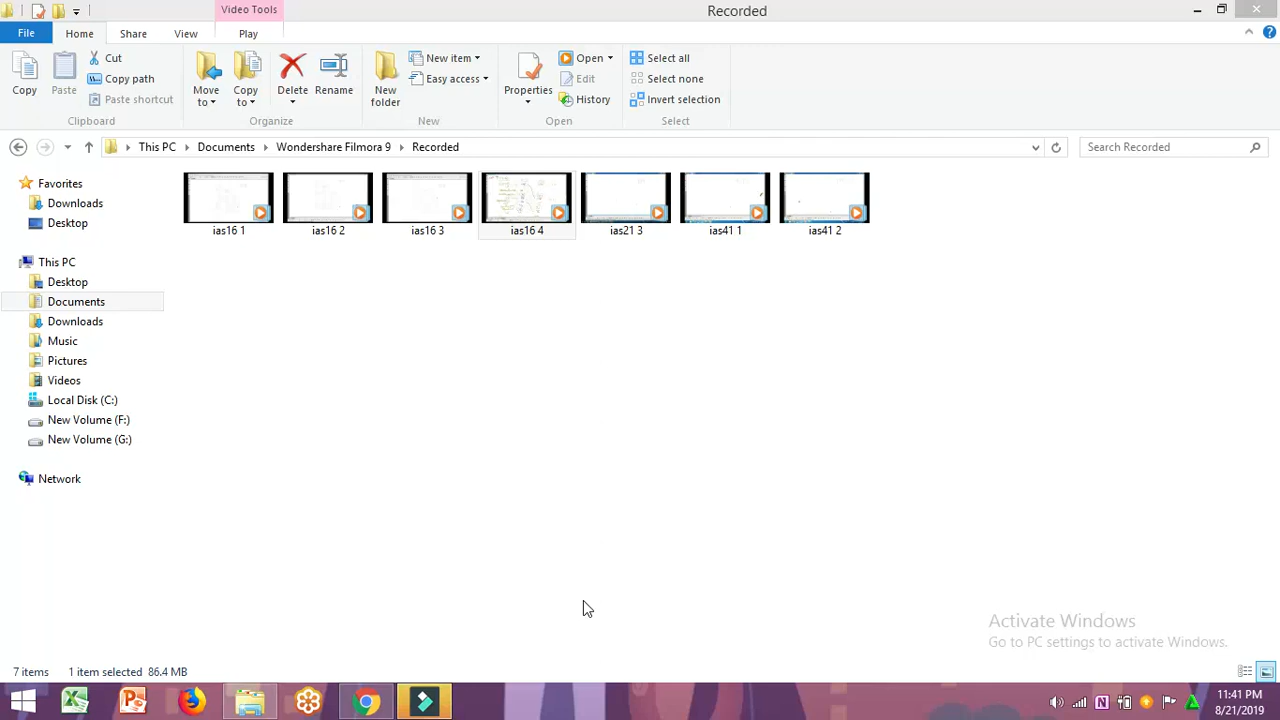 Video Tools
Recorded
File
Home
Share
View
Play
Copy
Paste
Cut
Copy path
Paste shortcut
Clipboard
Move to
Copy to
Delete
Rename
Organize
New folder
New item
Easy access
New
Properties
Open
Edit
History
Open
Select all
Select none
Invert selection
Select
This PC
Documents
Wondershare Filmora 9
Recorded
Search Recorded
Favorites
Downloads
Desktop
This PC
Desktop
Documents
Downloads
Music
Pictures
Videos
Local Disk (C:)
New Volume (F:)
New Volume (G:)
Network
ias16 1
ias16 2
ias16 3
ias16 4
ias21 3
ias41 1
ias41 2
Activate Windows
Go to PC settings to activate Windows.
7 items
1 item selected 86.4 MB
11:41 PM
8/21/2019